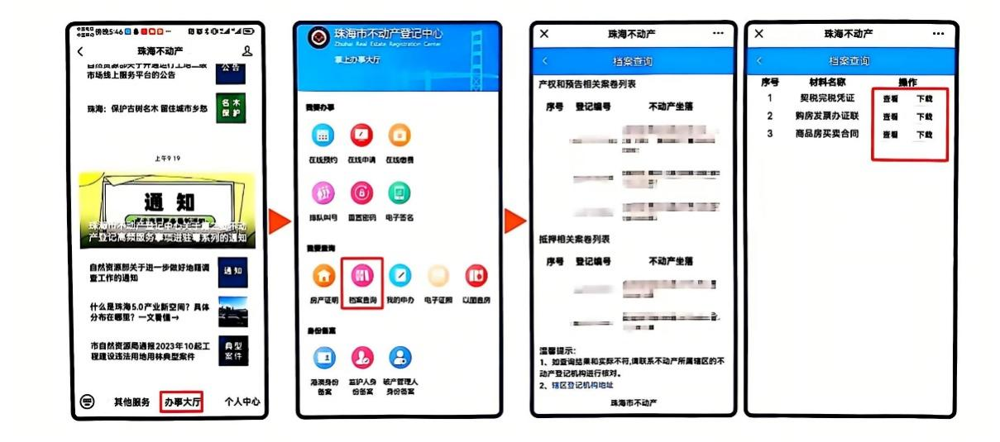 傍晚5:46
珠海不动产
自然资源部关于开通运行土地二级
市场线上服务平台的公告
公告
珠海：保护古树名木 留住城市乡愁
名木
保护
上午9:19
通知
珠海市不动产登记中心关于第二批不动
产登记高频服务事项进驻粤系列的通知
自然资源部关于进一步做好地籍调
查工作的通知
通知
什么是珠海5.0产业新空间？具体
分布在哪里？一文看懂→
市自然资源局通报2023年10起工
程建设违法用地用林典型案件
典型
案件
其他服务
办事大厅
个人中心
珠海市不动产登记中心
Zhuhai Real Estate Registration Center
掌上办事大厅
我要办事
在线预约 在线申请 在线缴费
排队叫号 重置密码 电子签名
我要查询
房产证明 档案查询 我的申办 电子证照 以图查房
身份备案
港澳身份
备案
监护人身
份备案
破产管理人
身份备案
珠海不动产
档案查询
产权和预告相关案卷列表
序号 登记编号 不动产坐落
抵押相关案卷列表
序号 登记编号 不动产坐落
温馨提示：
1、如查询结果和实际不符,请联系不动产所属辖区的不
动产登记机构进行核对。
2、辖区登记机构地址
珠海市不动产
珠海不动产
档案查询
序号 材料名称 操作
1 契税完税凭证 查看 下载
2 购房发票办证联 查看 下载
3 商品房买卖合同 查看 下载